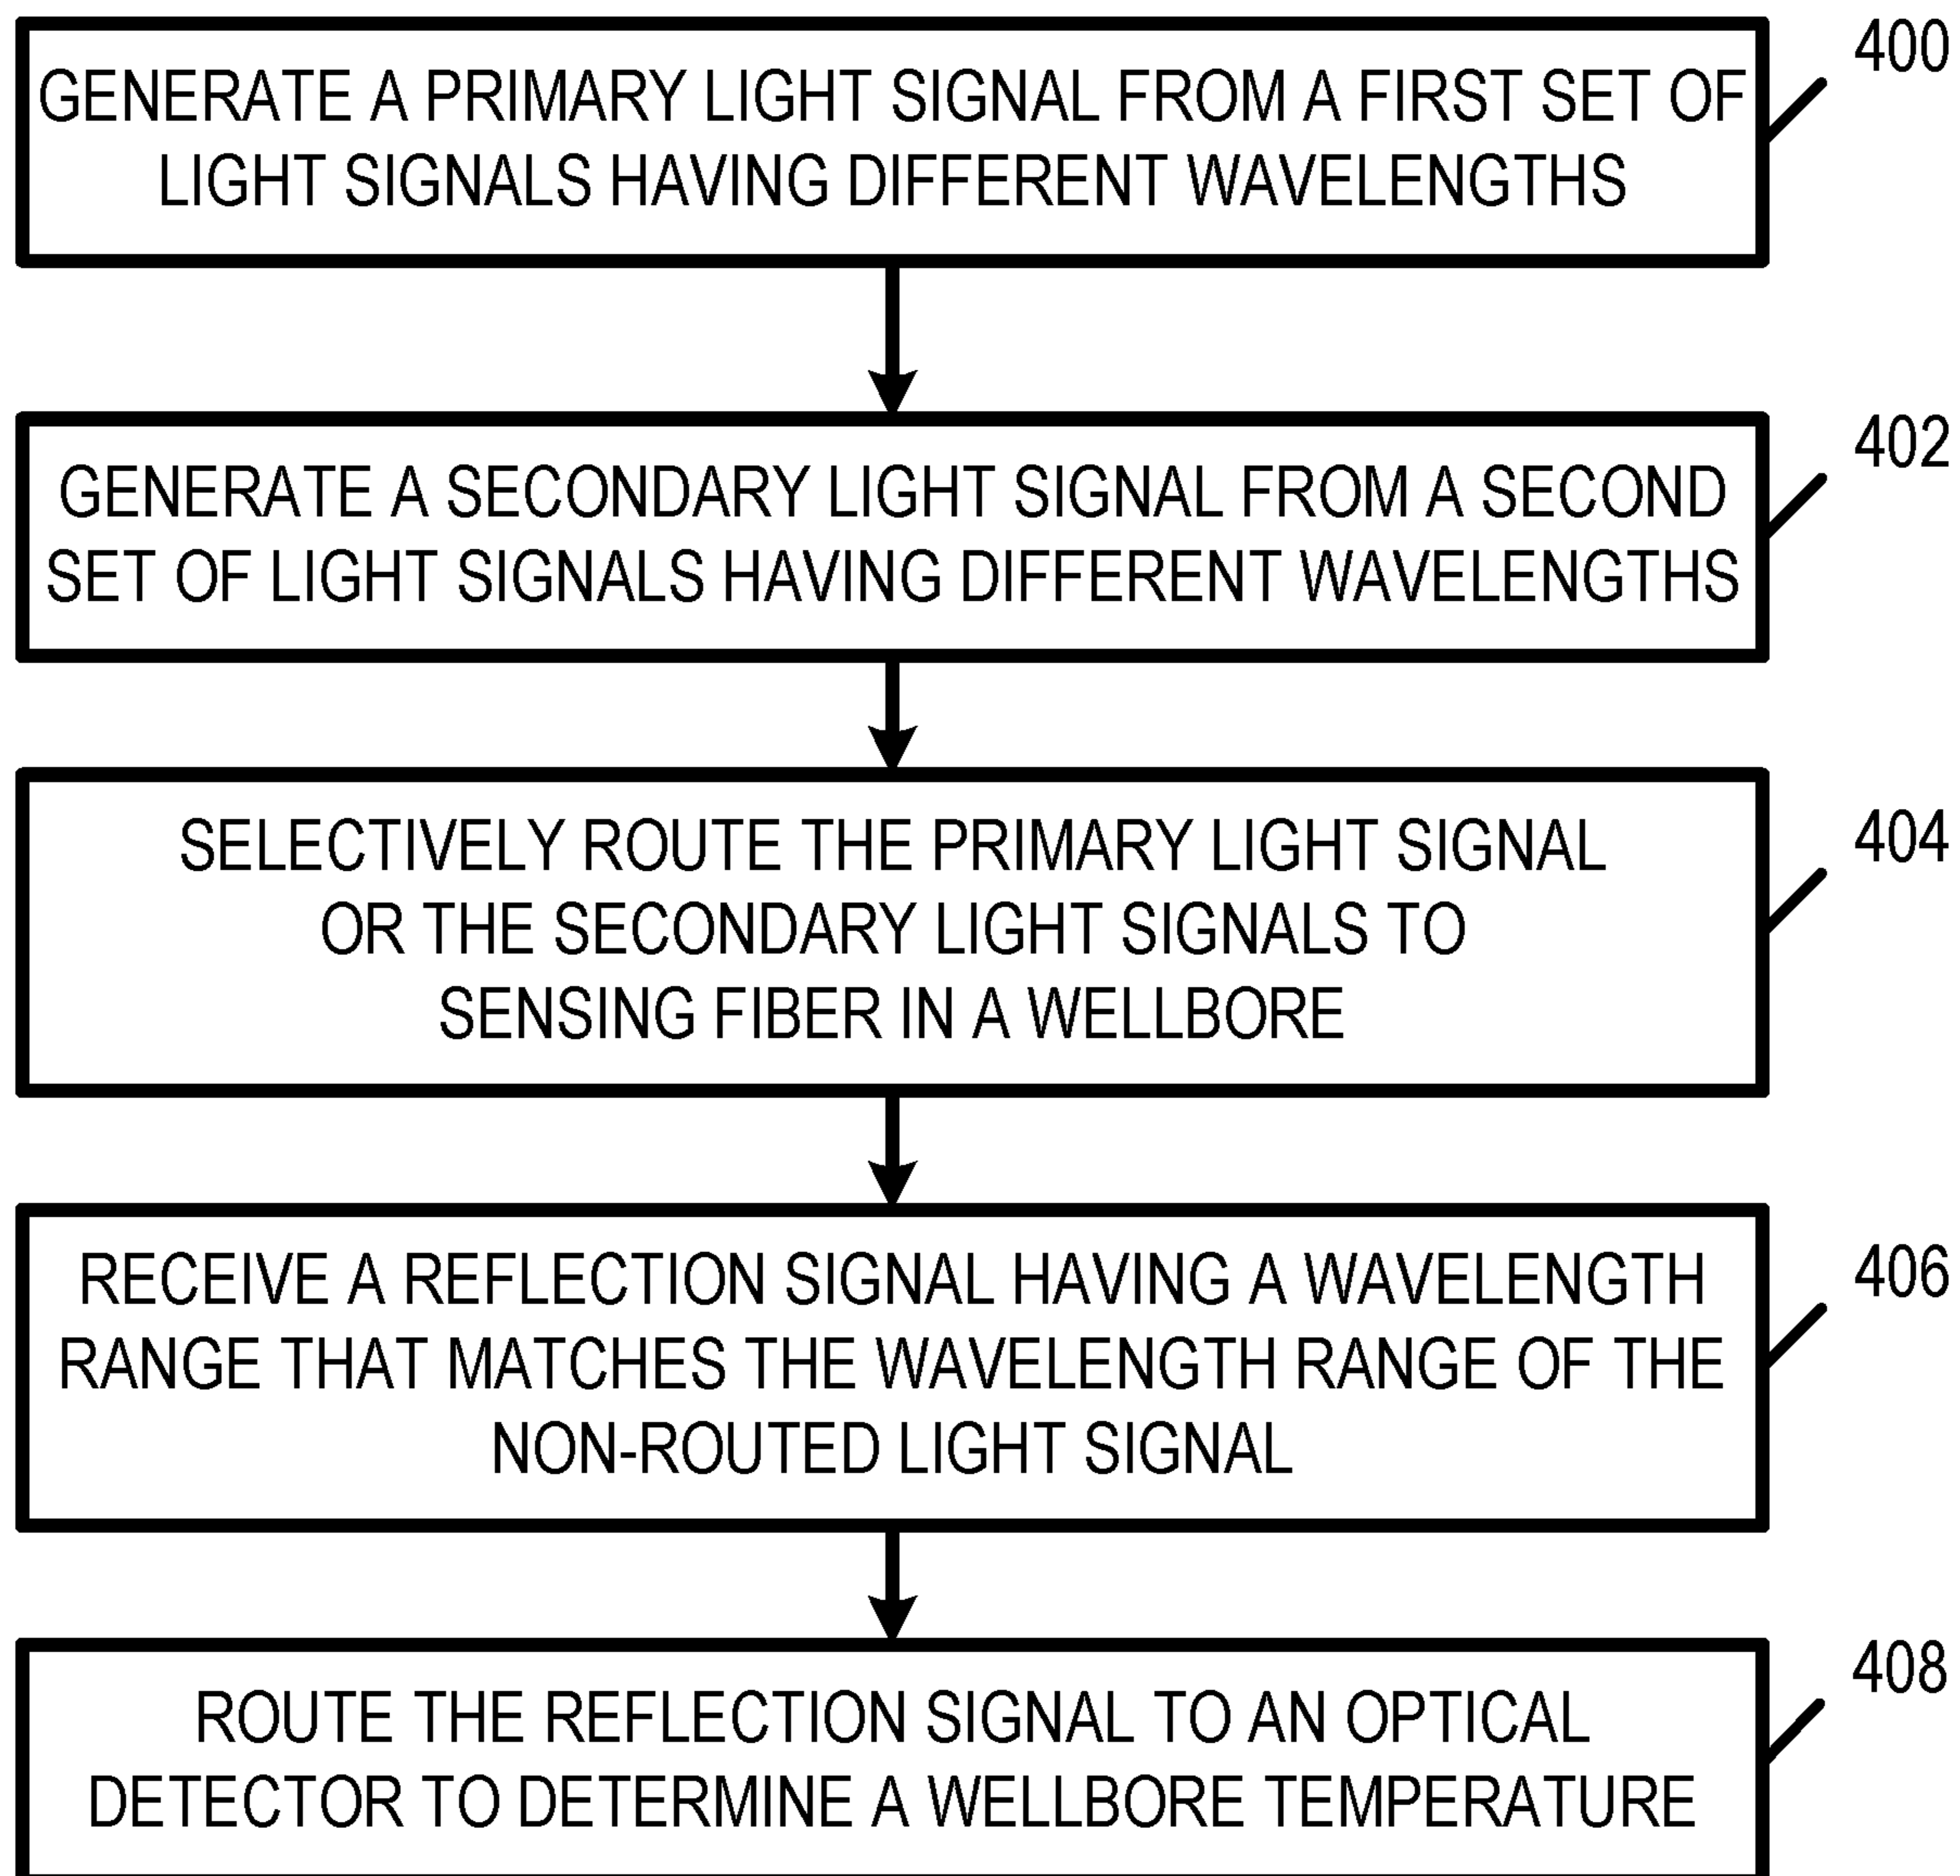 400
GENERATE A PRIMARY LIGHT SIGNAL FROM A FIRST SET OF
LIGHT SIGNALS HAVING DIFFERENT WAVELENGTHS
402
GENERATE A SECONDARY LIGHT SIGNAL FROM A SECOND
SET OF LIGHT SIGNALS HAVING DIFFERENT WAVELENGTHS
404
SELECTIVELY ROUTE THE PRIMARY LIGHT SIGNAL
OR THE SECONDARY LIGHT SIGNALS TO
SENSING FIBER IN A WELLBORE
406
RECEIVE A REFLECTION SIGNAL HAVING A WAVELENGTH
RANGE THAT MATCHES THE WAVELENGTH RANGE OF THE
NON-ROUTED LIGHT SIGNAL
408
ROUTE THE REFLECTION SIGNAL TO AN OPTICAL
DETECTOR TO DETERMINE A WELLBORE TEMPERATURE